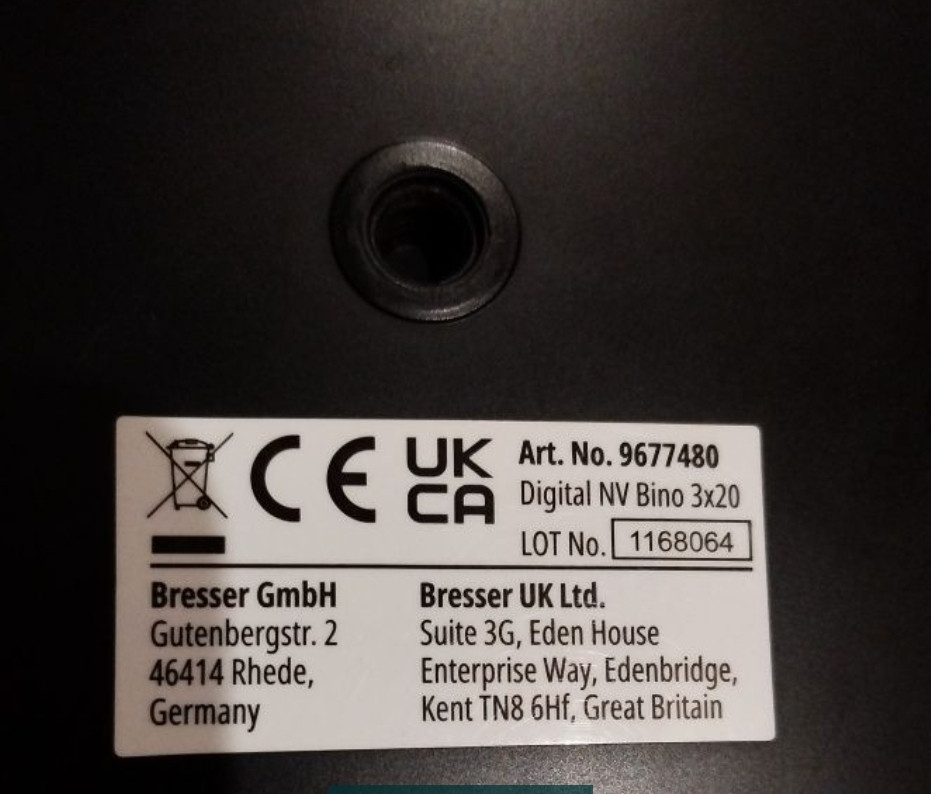 CE
UK
CA
Art. No. 9677480
Digital NV Bino 3x20
LOT No. 1168064
Bresser GmbH
Gutenbergstr. 2
46414 Rhede,
Germany
Bresser UK Ltd.
Suite 3G, Eden House
Enterprise Way, Edenbridge,
Kent TN8 6Hf, Great Britain